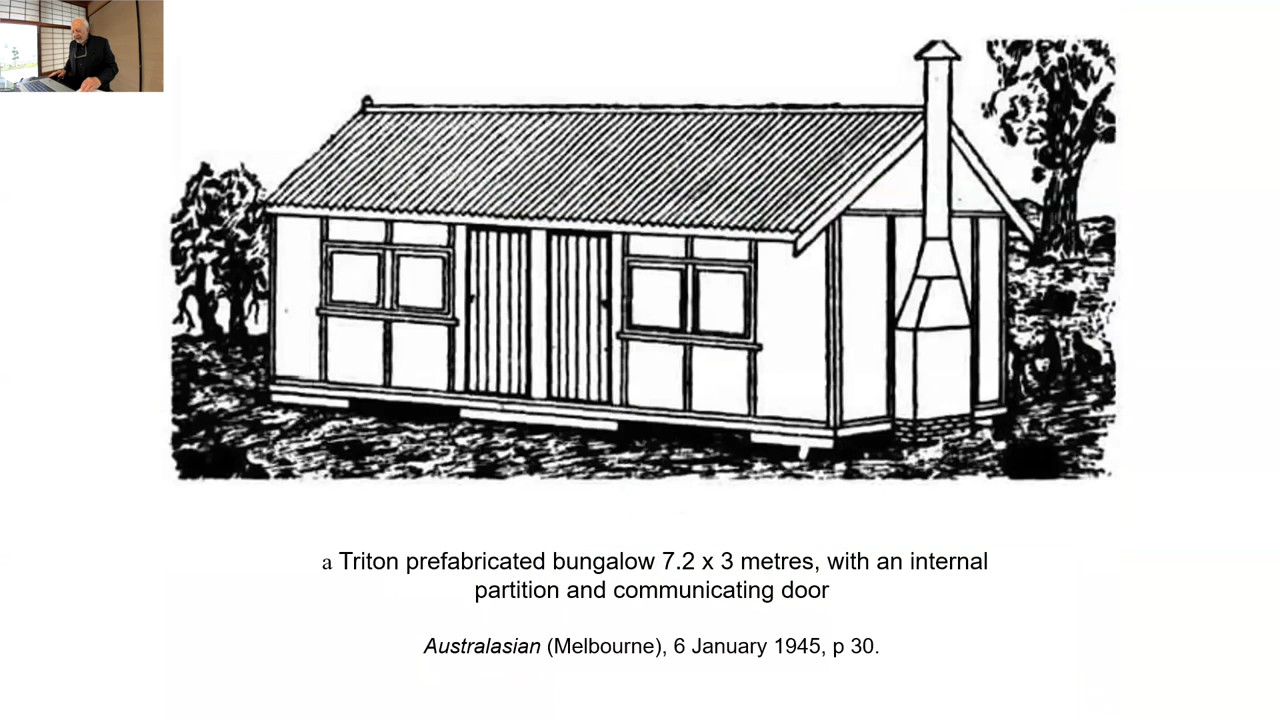 a Triton prefabricated bungalow 7.2 x 3 metres, with an internal
partition and communicating door
Australasian (Melbourne), 6 January 1945, p 30.